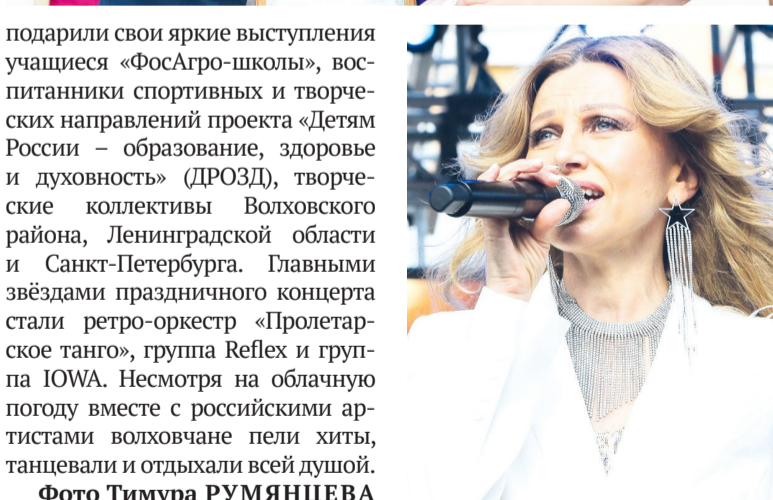 подарили свои яркие выступления
учащиеся «ФосАгро-школы», вос-
питанники спортивных и творче-
ских направлений проекта «Детям
России – образование, здоровье
и духовность» (ДРОЗД), творче-
ские коллективы Волховского
района, Ленинградской области
и Санкт-Петербурга. Главными
звёздами праздничного концерта
стали ретро-оркестр «Пролетар-
ское танго», группа Reflex и груп-
па IOWA. Несмотря на облачную
погоду вместе с российскими ар-
тистами волховчане пели хиты,
танцевали и отдыхали всей душой.
Фото Тимура РУМЯНЦЕВА